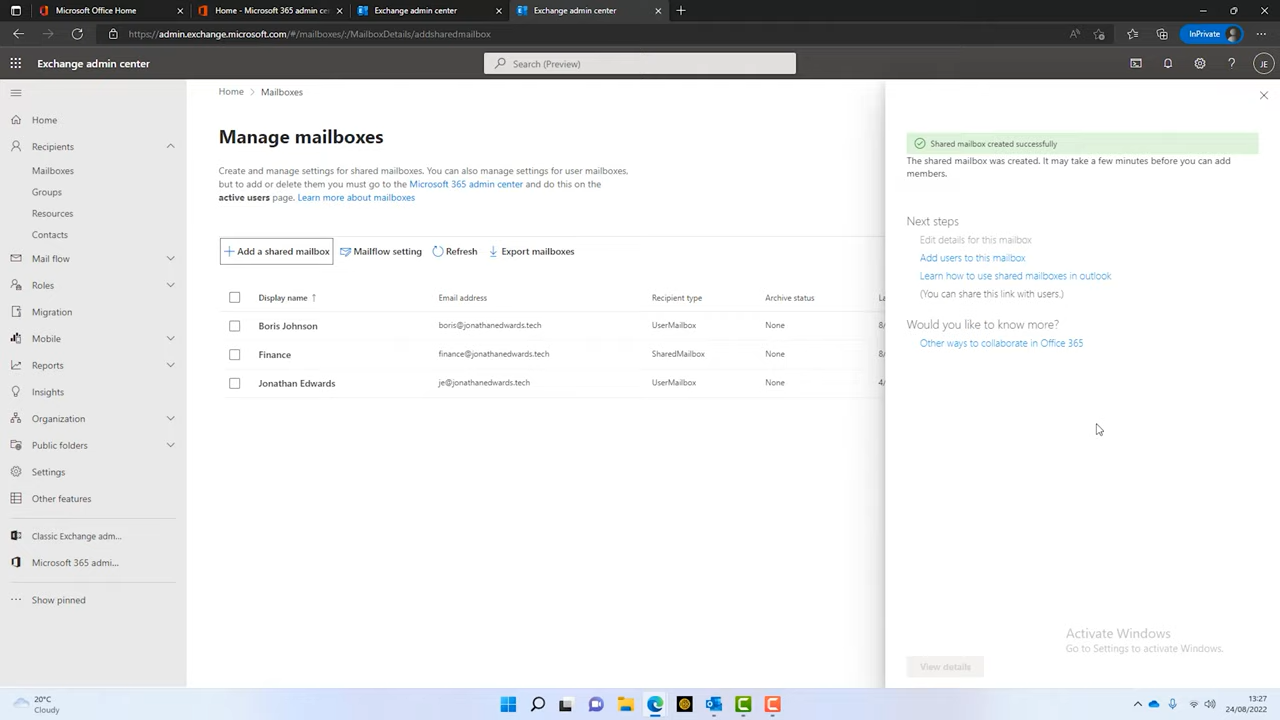 Microsoft Office Home
Home - Microsoft 365 admin cen
Exchange admin center
Exchange admin center
https://admin.exchange.microsoft.com/#/mailboxes/:/MailboxDetails/addsharedmailbox
InPrivate
Exchange admin center
Search (Preview)
JE
Home
Recipients
Mailboxes
Groups
Resources
Contacts
Mail flow
Roles
Migration
Mobile
Reports
Insights
Organization
Public folders
Settings
Other features
Classic Exchange adm...
Microsoft 365 admi...
Show pinned
Home > Mailboxes
Manage mailboxes
Create and manage settings for shared mailboxes. You can also manage settings for user mailboxes,
but to add or delete them you must go to the Microsoft 365 admin center and do this on the
active users page. Learn more about mailboxes
Add a shared mailbox Mailflow setting Refresh Export mailboxes
Display name ↑ Email address Recipient type Archive status La
Boris Johnson boris@jonathanedwards.tech UserMailbox None 8/
Finance finance@jonathanedwards.tech SharedMailbox None 8/
Jonathan Edwards je@jonathanedwards.tech UserMailbox None 4/
Shared mailbox created successfully
The shared mailbox was created. It may take a few minutes before you can add
members.
Next steps
Edit details for this mailbox
Add users to this mailbox
Learn how to use shared mailboxes in outlook
(You can share this link with users.)
Would you like to know more?
Other ways to collaborate in Office 365
Activate Windows
Go to Settings to activate Windows.
View details
20°C
Cloudy
13:27
24/08/2022